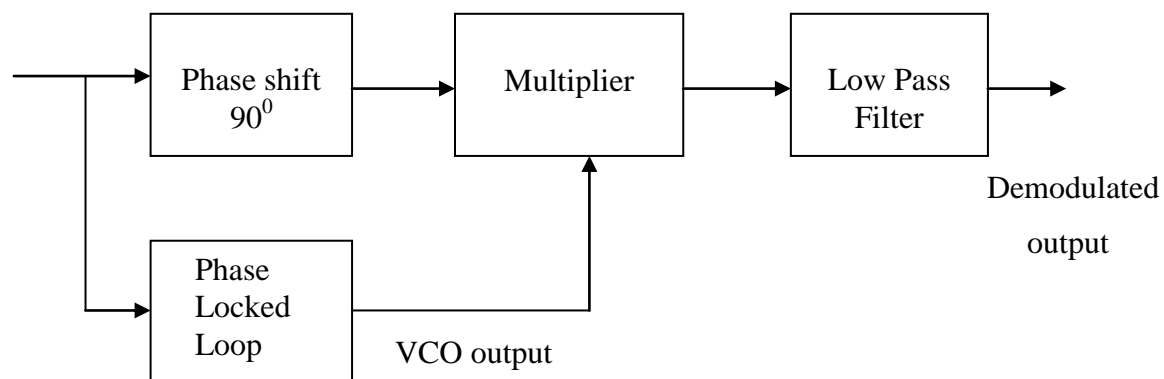 Phase shift
90⁰
Multiplier
Low Pass
Filter
Demodulated
output
Phase
Locked
Loop
VCO output